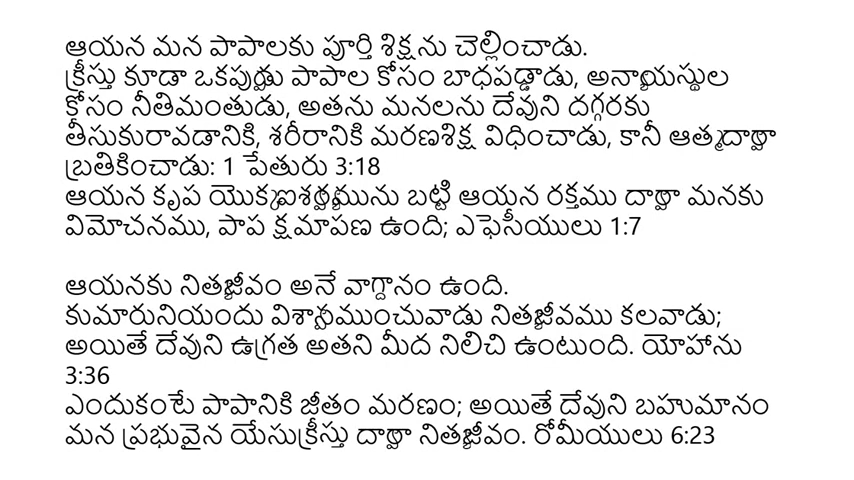 ఆయన మన పాపాలకు పూర్తి శిక్షను చెల్లించాడు.
క్రీస్తు కూడా ఒకప్పుడు పాపాల కోసం బాధపడ్డాడు, అన్యాయస్థుల
కోసం నీతిమంతుడు, అతను మనలను దేవుని దగ్గరకు
తీసుకురావడానికి, శరీరానికి మరణశిక్ష విధించాడు, కానీ ఆత్మ ద్వారా
బ్రతికించాడు: 1 పేతురు 3:18
ఆయన కృప యొక్క ఐశ్వర్యమును బట్టి ఆయన రక్తము ద్వారా మనకు
విమోచనము, పాప క్షమాపణ ఉంది; ఎఫెసీయులు 1:7
ఆయనకు నిత్యజీవం అనే వాగ్దానం ఉంది.
కుమారునియందు విశ్వాసముంచువాడు నిత్యజీవము కలవాడు;
అయితే దేవుని ఉగ్రత అతని మీద నిలిచి ఉంటుంది. యోహాను
3:36
ఎందుకంటే పాపానికి జీతం మరణం; అయితే దేవుని బహుమానం
మన ప్రభువైన యేసుక్రీస్తు ద్వారా నిత్యజీవం. రోమీయులు 6:23